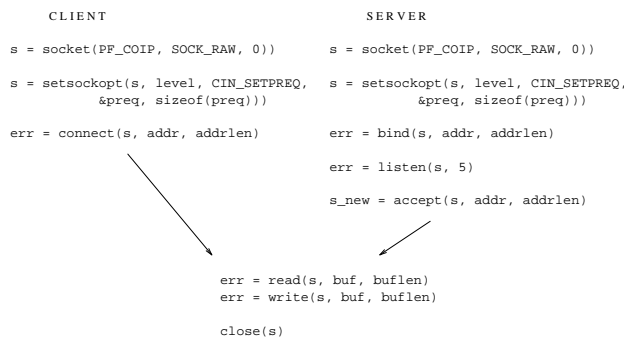 CLIENT
s = socket(PF_COIP, SOCK_RAW, 0))
s = setsockopt(s, level, CIN_SETPREQ,
&preq, sizeof(preq)))
err = connect(s, addr, addrlen)
SERVER
s = socket(PF_COIP, SOCK_RAW, 0))
s = setsockopt(s, level, CIN_SETPREQ,
&preq, sizeof(preq)))
err = bind(s, addr, addrlen)
err = listen(s, 5)
s_new = accept(s, addr, addrlen)
err = read(s, buf, buflen)
err = write(s, buf, buflen)
close(s)